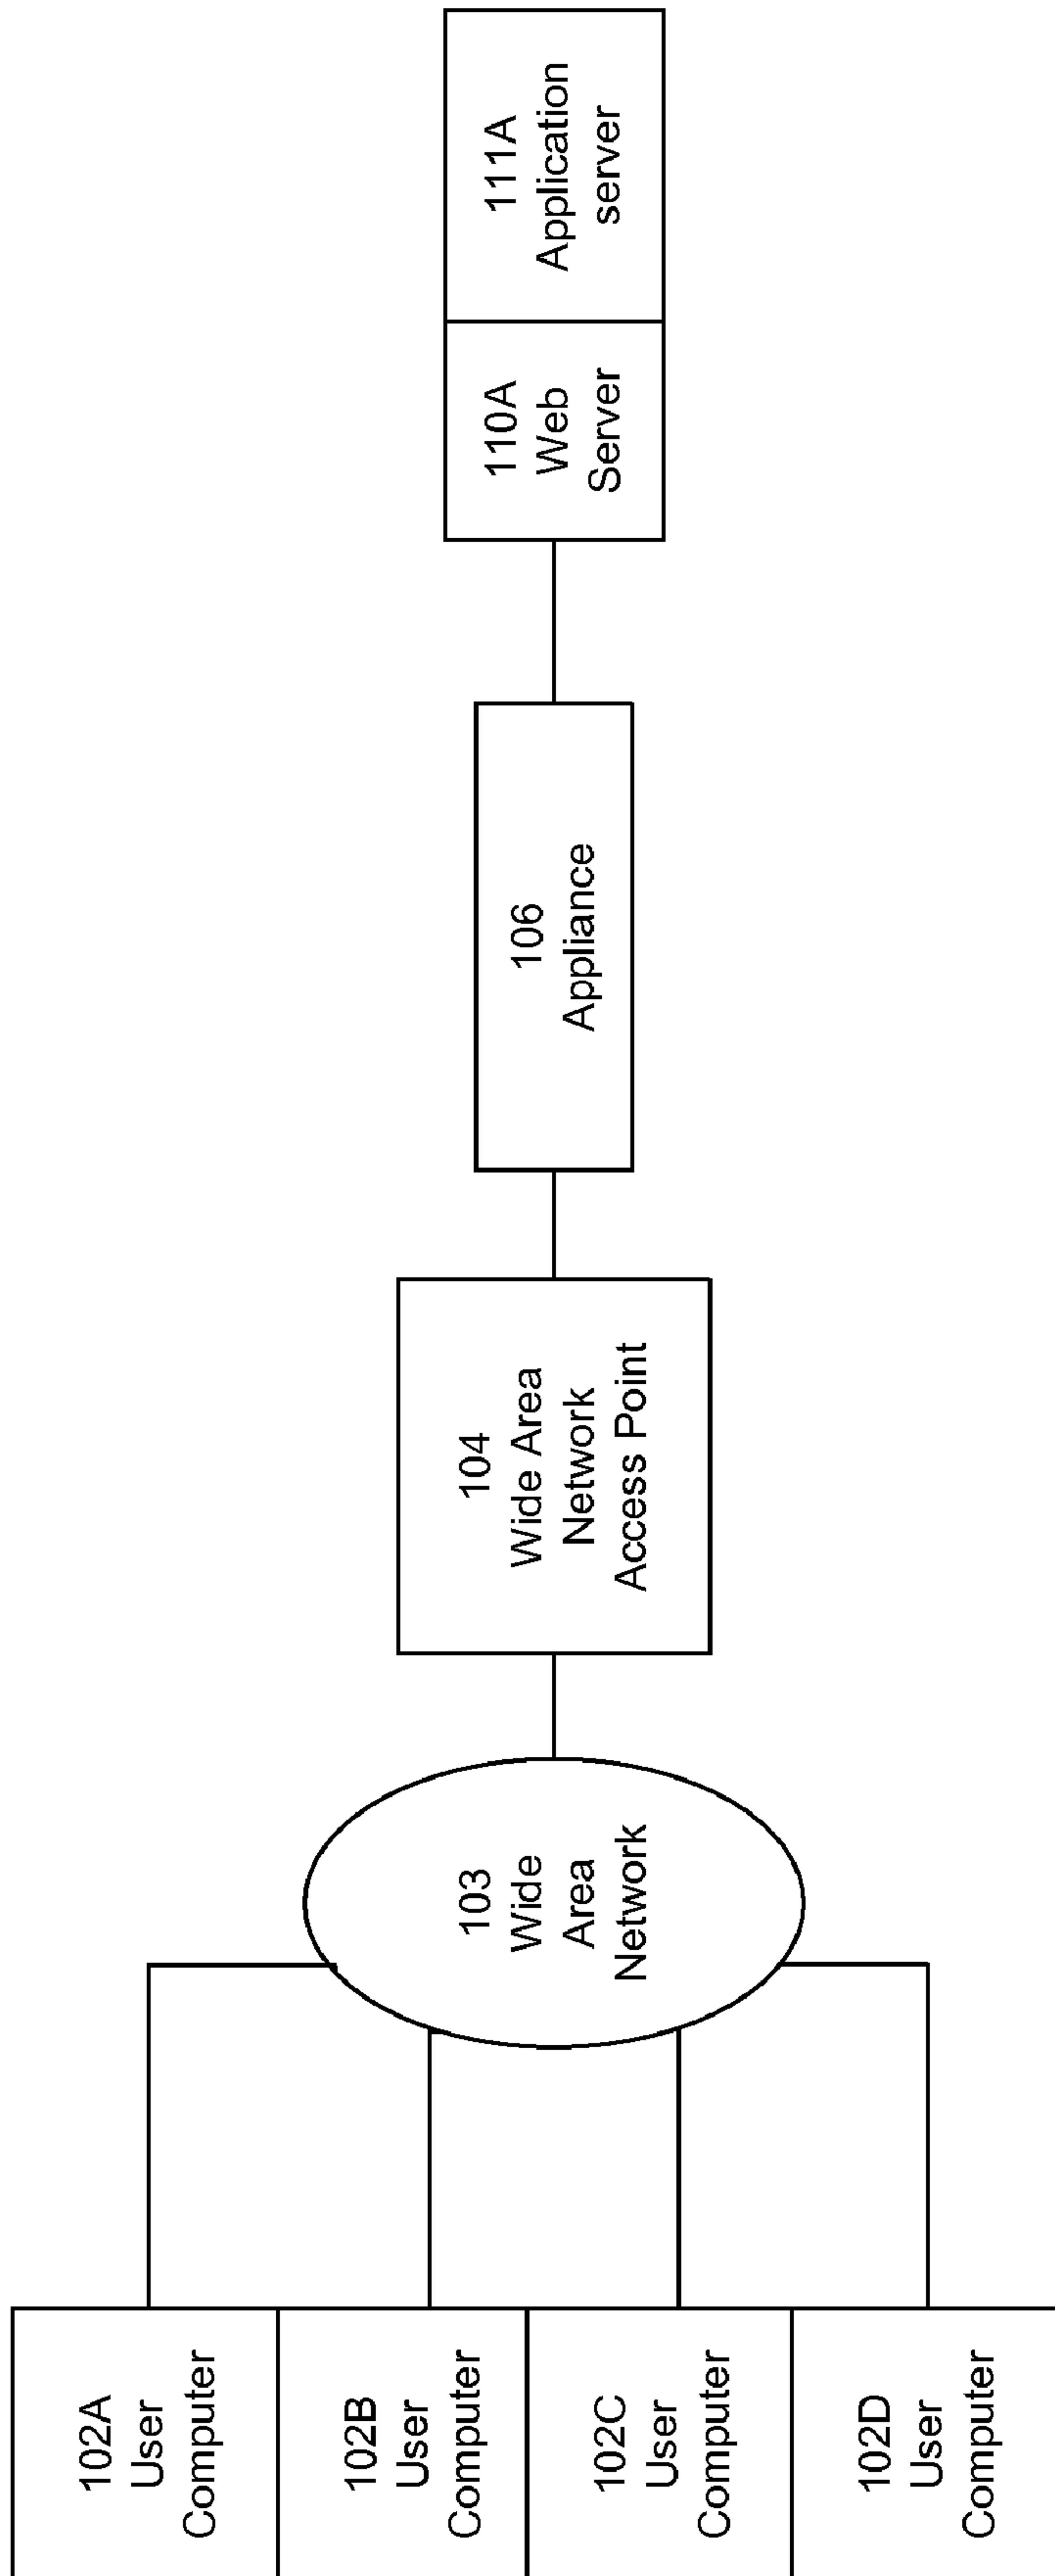 102A
User
Computer
102B
User
Computer
102C
User
Computer
102D
User
Computer
103
Wide
Area
Network
104
Wide Area
Network
Access Point
106
Appliance
110A
Web
Server
111A
Application
server